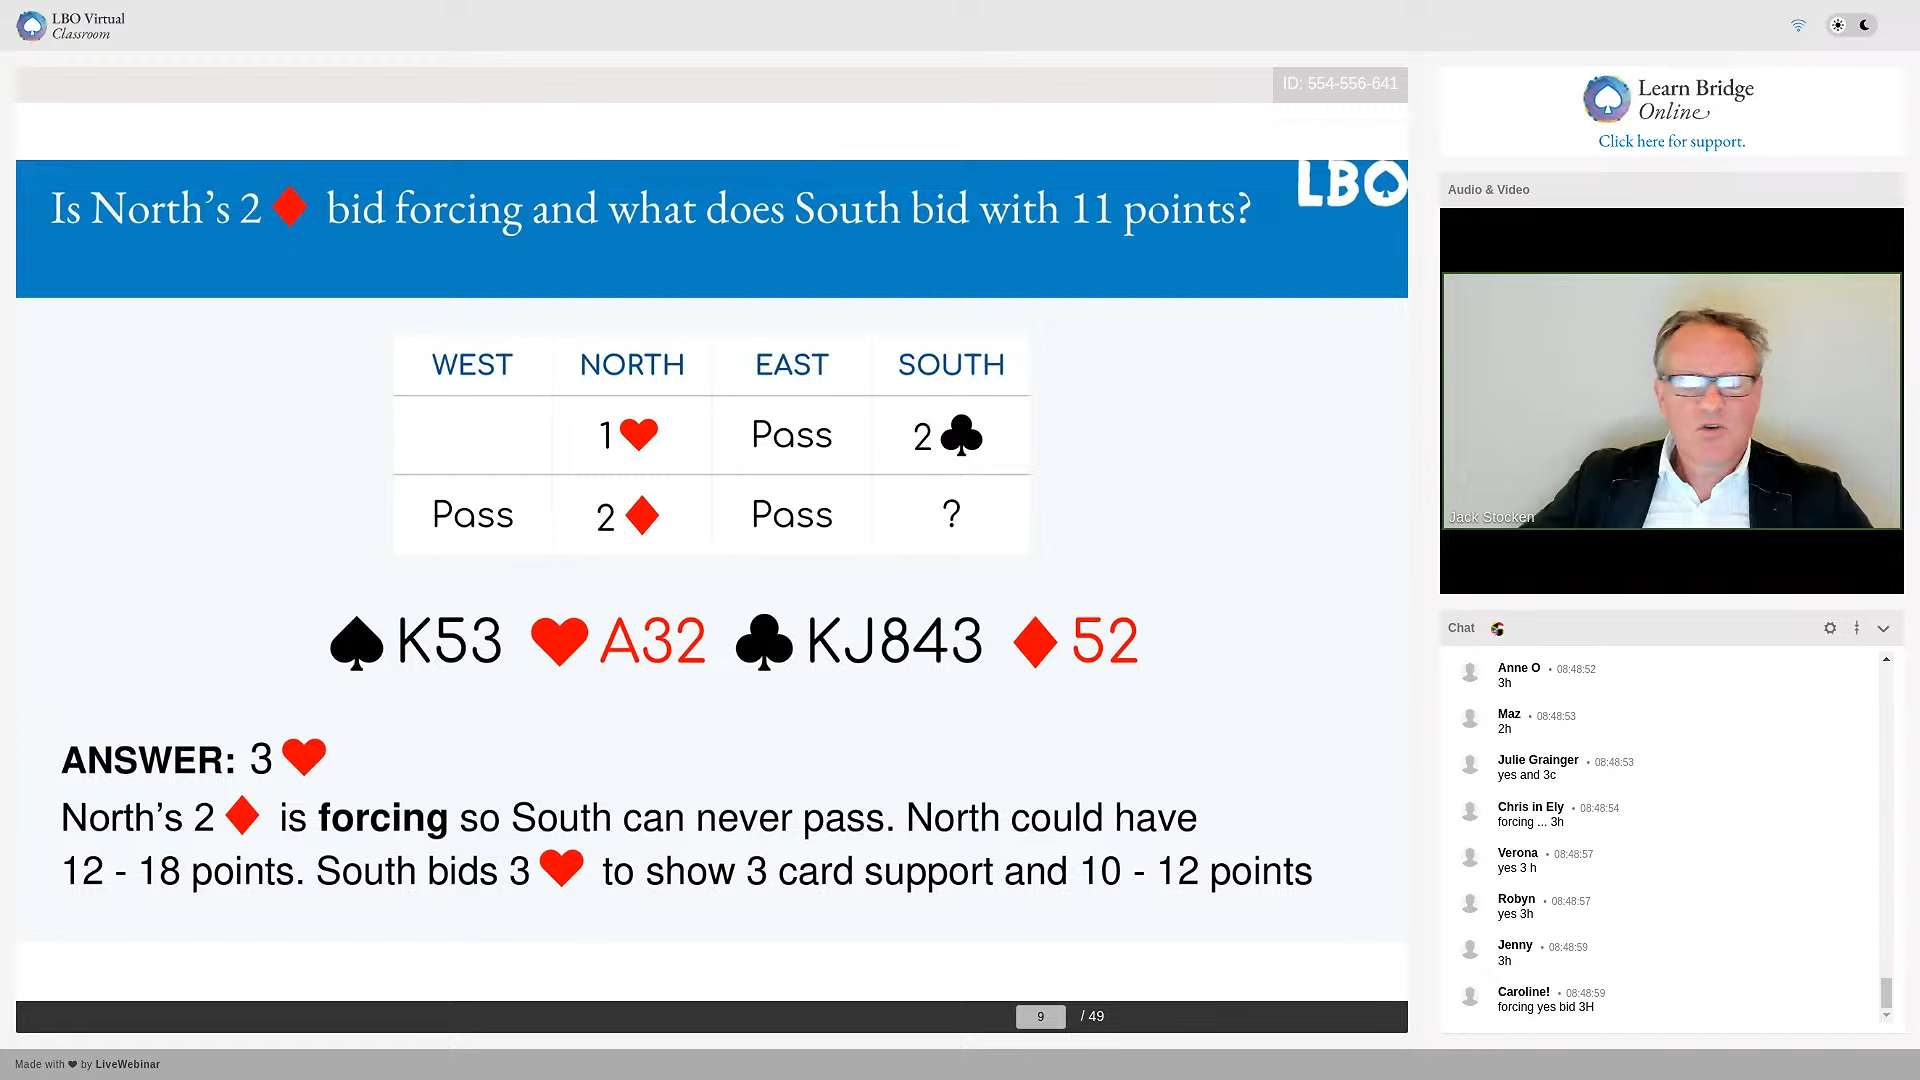 LBO Virtual
Classroom
ID: 554-556-641
Is North's 2♦ bid forcing and what does South bid with 11 points?
LBO
WEST NORTH EAST SOUTH
1♥ Pass 2♣
Pass 2♦ Pass ?
♠K53 ♥A32 ♣KJ843 ♦52
ANSWER: 3♥
North's 2♦ is forcing so South can never pass. North could have
12 - 18 points. South bids 3♥ to show 3 card support and 10 - 12 points
9 / 49
Learn Bridge
Online
Click here for support.
Audio & Video
Jack Stocken
Chat
Anne O • 08:48:52
3h
Maz • 08:48:53
2h
Julie Grainger • 08:48:53
yes and 3c
Chris in Ely • 08:48:54
forcing ... 3h
Verona • 08:48:57
yes 3 h
Robyn • 08:48:57
yes 3h
Jenny • 08:48:59
3h
Caroline! • 08:48:59
forcing yes bid 3H
Made with ❤ by LiveWebinar